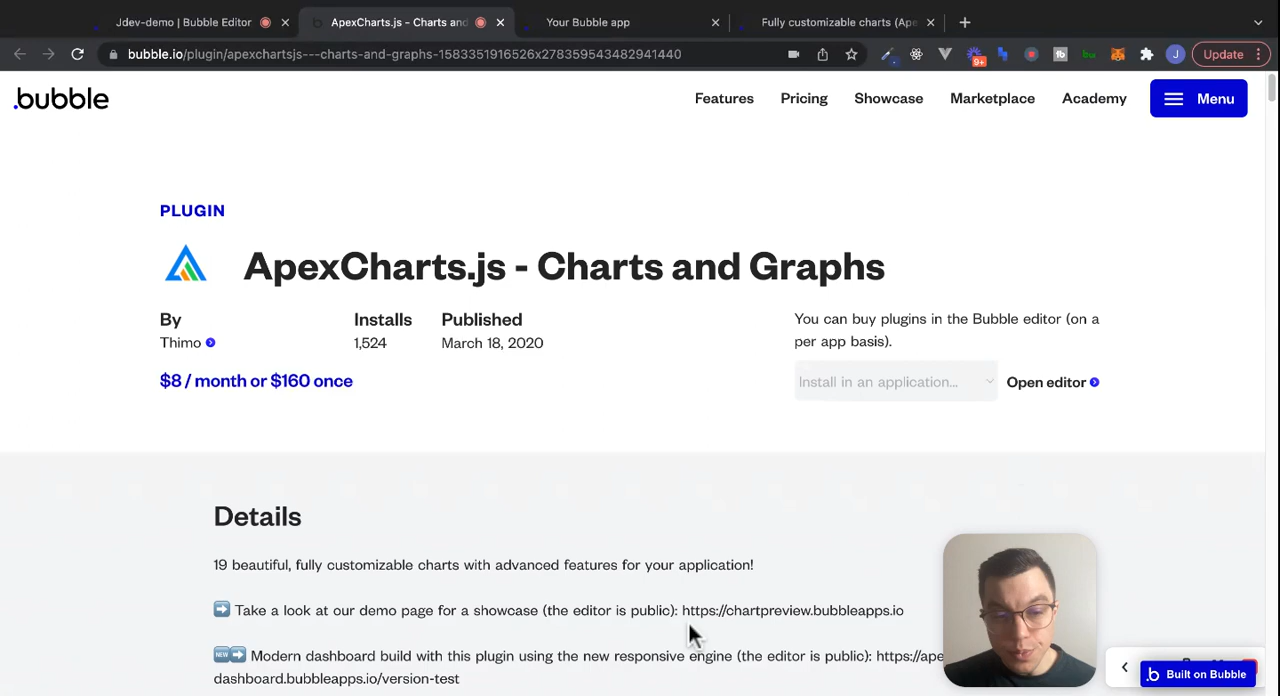 Jdev-demo | Bubble Editor
ApexCharts.js - Charts and
Your Bubble app
Fully customizable charts (Ape
bubble.io/plugin/apexchartsjs---charts-and-graphs-1583351916526x278359543482941440
9+
J
Update
.bubble
Features
Pricing
Showcase
Marketplace
Academy
Menu
PLUGIN
ApexCharts.js - Charts and Graphs
By
Installs
Published
Thimo
1,524
March 18, 2020
$8 / month or $160 once
You can buy plugins in the Bubble editor (on a
per app basis).
Install in an application...
Open editor
Details
19 beautiful, fully customizable charts with advanced features for your application!
Take a look at our demo page for a showcase (the editor is public): https://chartpreview.bubbleapps.io
NEW
Modern dashboard build with this plugin using the new responsive engine (the editor is public): https://ape
dashboard.bubbleapps.io/version-test
Built on Bubble